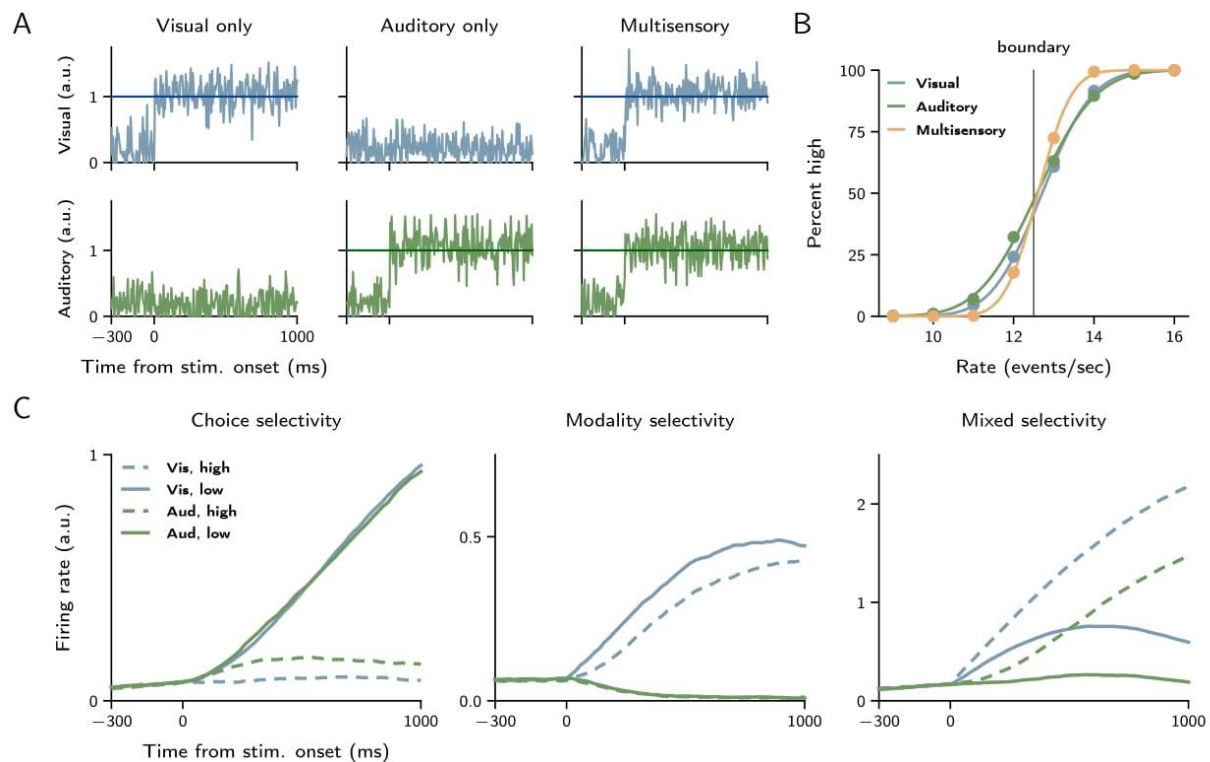 A
Visual only
Auditory only
Multisensory
Visual (a.u.)
1
0
Auditory (a.u.)
1
0
−300 0 1000
Time from stim. onset (ms)
B
boundary
Visual
Auditory
Multisensory
Percent high
100
75
50
25
0
10 12 14 16
Rate (events/sec)
C
Choice selectivity
Vis, high
Vis, low
Aud, high
Aud, low
Firing rate (a.u.)
1
0
−300 0 1000
Time from stim. onset (ms)
Modality selectivity
0.5
0.0
−300 0 1000
Mixed selectivity
2
1
0
−300 0 1000